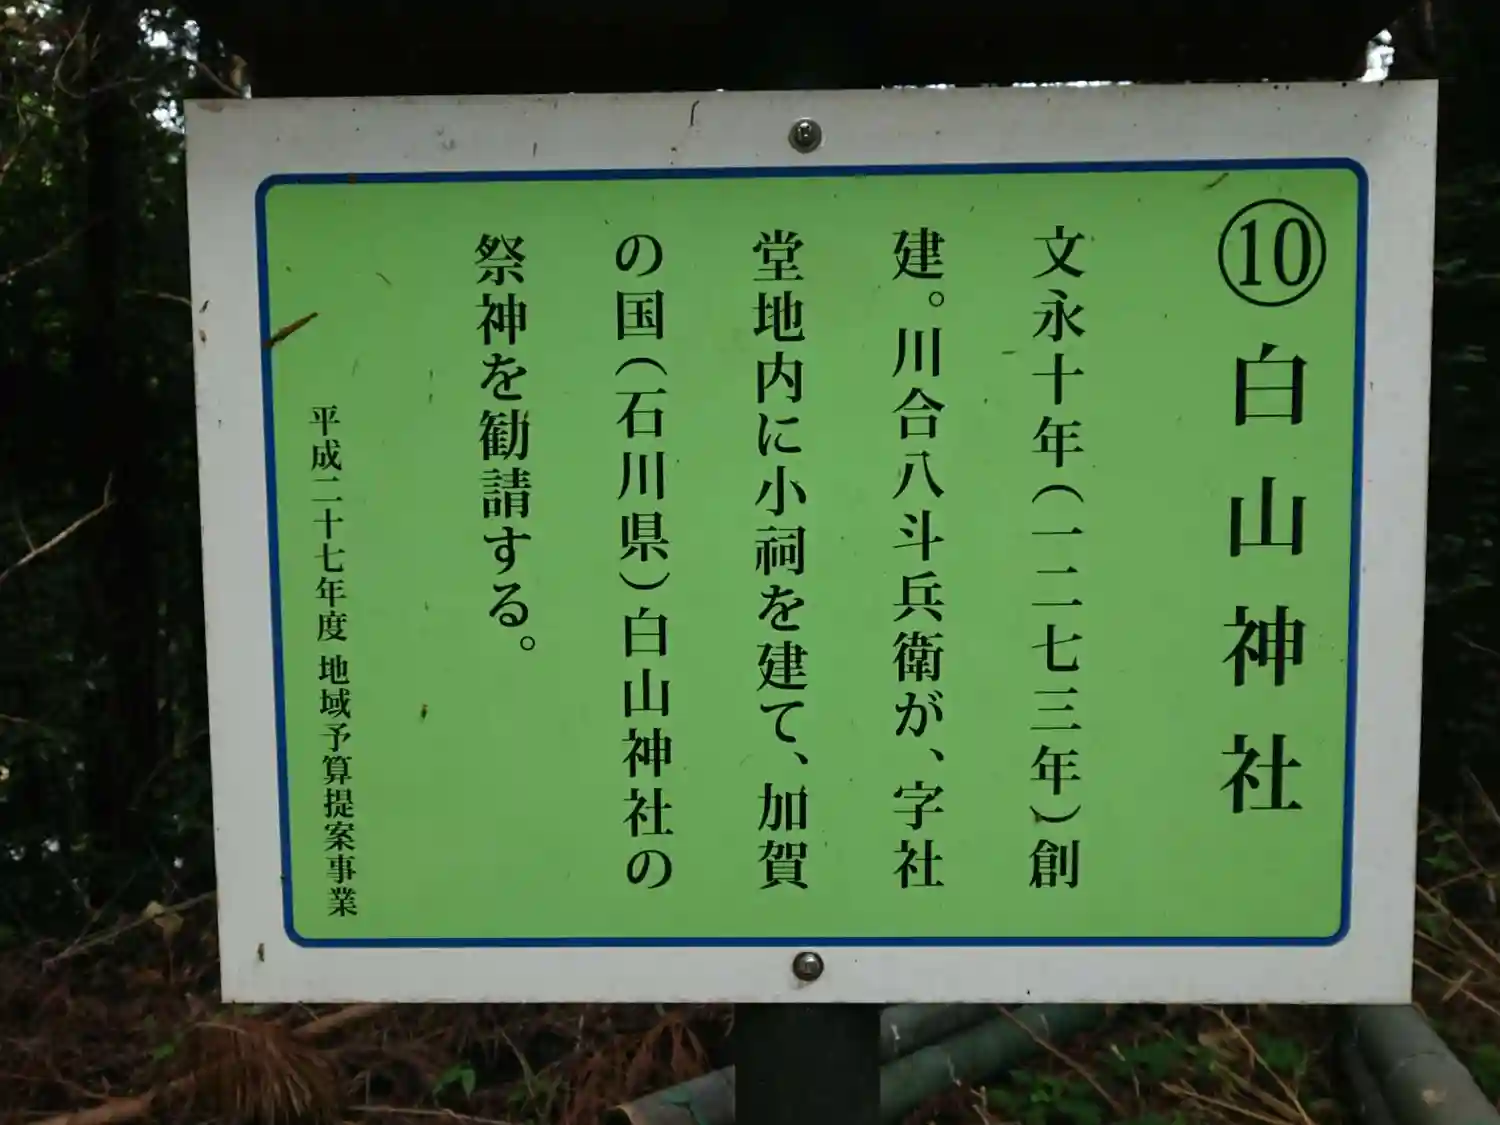 ⑩白山神社
文永十年(一二七三年)創
建。川合八斗兵衛が、字社
堂地内に小祠を建て、加賀
の国(石川県)白山神社の
祭神を勧請する。
平成二十七年度 地域予算提案事業